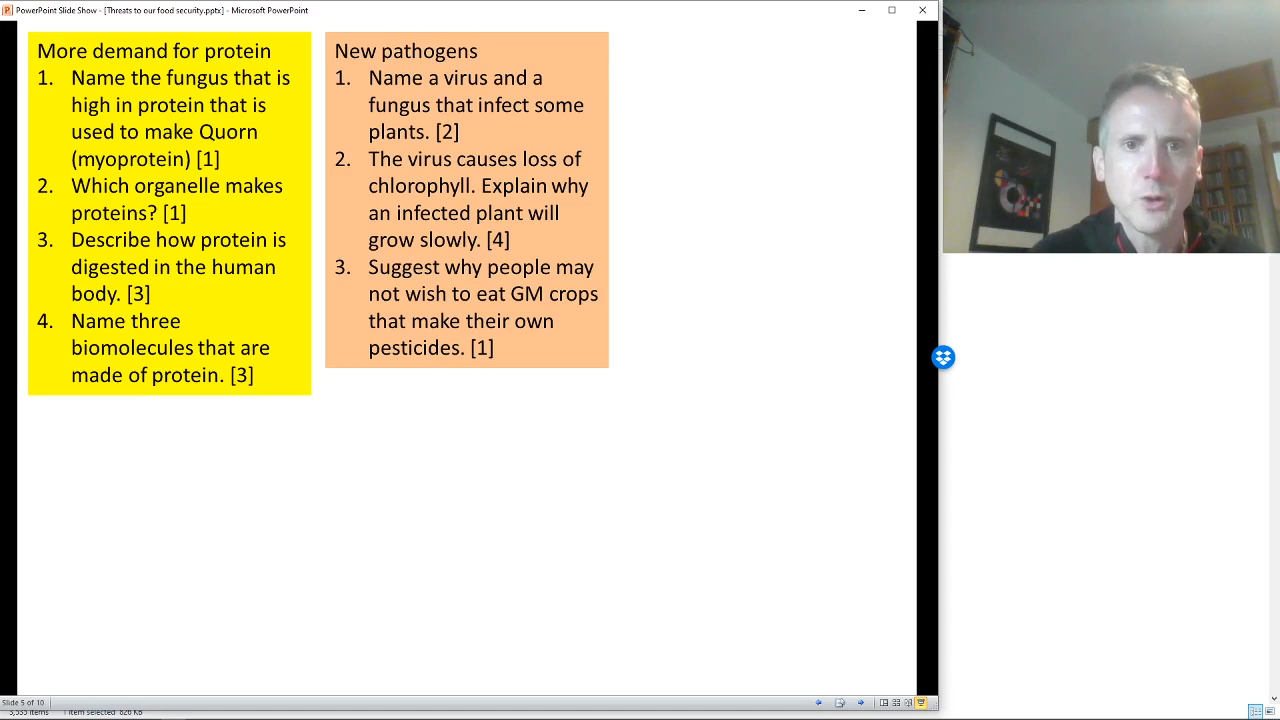 PowerPoint Slide Show - [Threats to our food security.pptx] - Microsoft PowerPoint
More demand for protein
1. Name the fungus that is
high in protein that is
used to make Quorn
(myoprotein) [1]
2. Which organelle makes
proteins? [1]
3. Describe how protein is
digested in the human
body. [3]
4. Name three
biomolecules that are
made of protein. [3]
New pathogens
1. Name a virus and a
fungus that infect some
plants. [2]
2. The virus causes loss of
chlorophyll. Explain why
an infected plant will
grow slowly. [4]
3. Suggest why people may
not wish to eat GM crops
that make their own
pesticides. [1]
Slide 5 of 10
items 1 item selected 626 KB